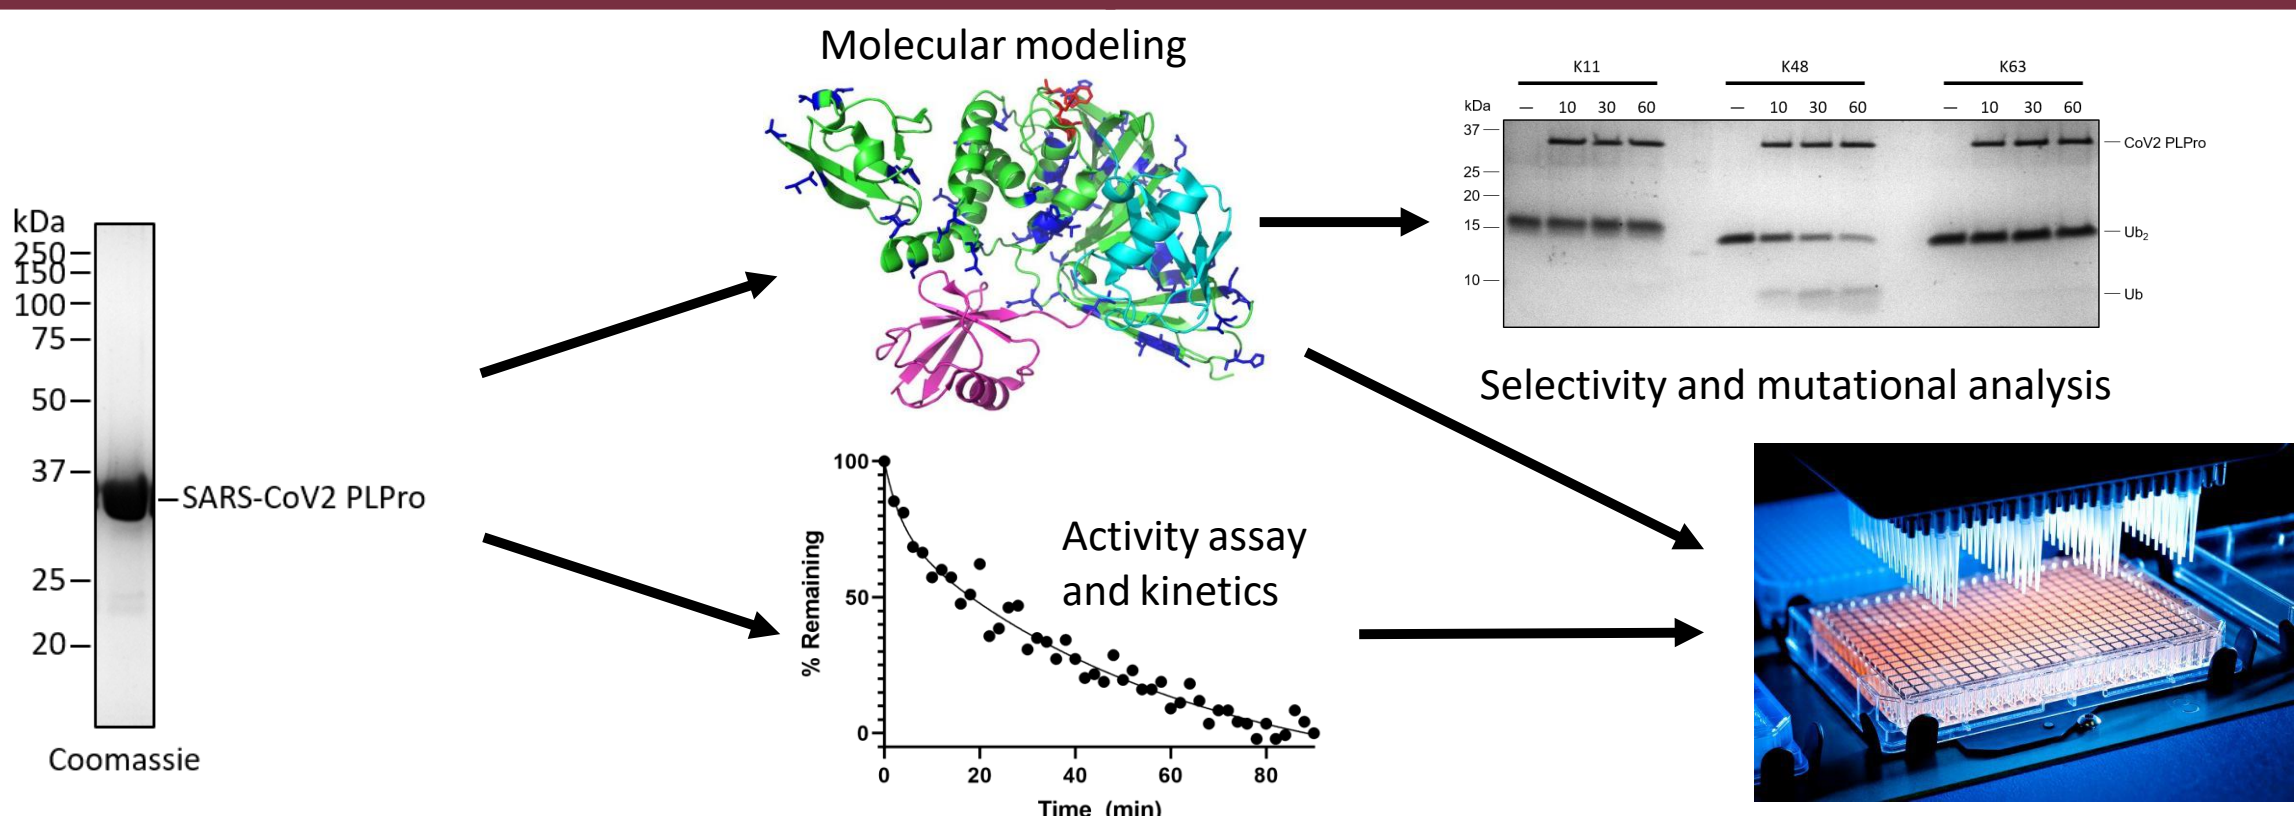 kDa
250
150
100
75
50
37
25
20
SARS-CoV2 PLPro
Coomassie
Molecular modeling
100
50
0
% Remaining
Activity assay
and kinetics
0 20 40 60 80
Time (min)
K11 K48 K63
kDa — 10 30 60 — 10 30 60 — 10 30 60
37
25
20
15
10
CoV2 PLPro
Ub₂
Ub
Selectivity and mutational analysis